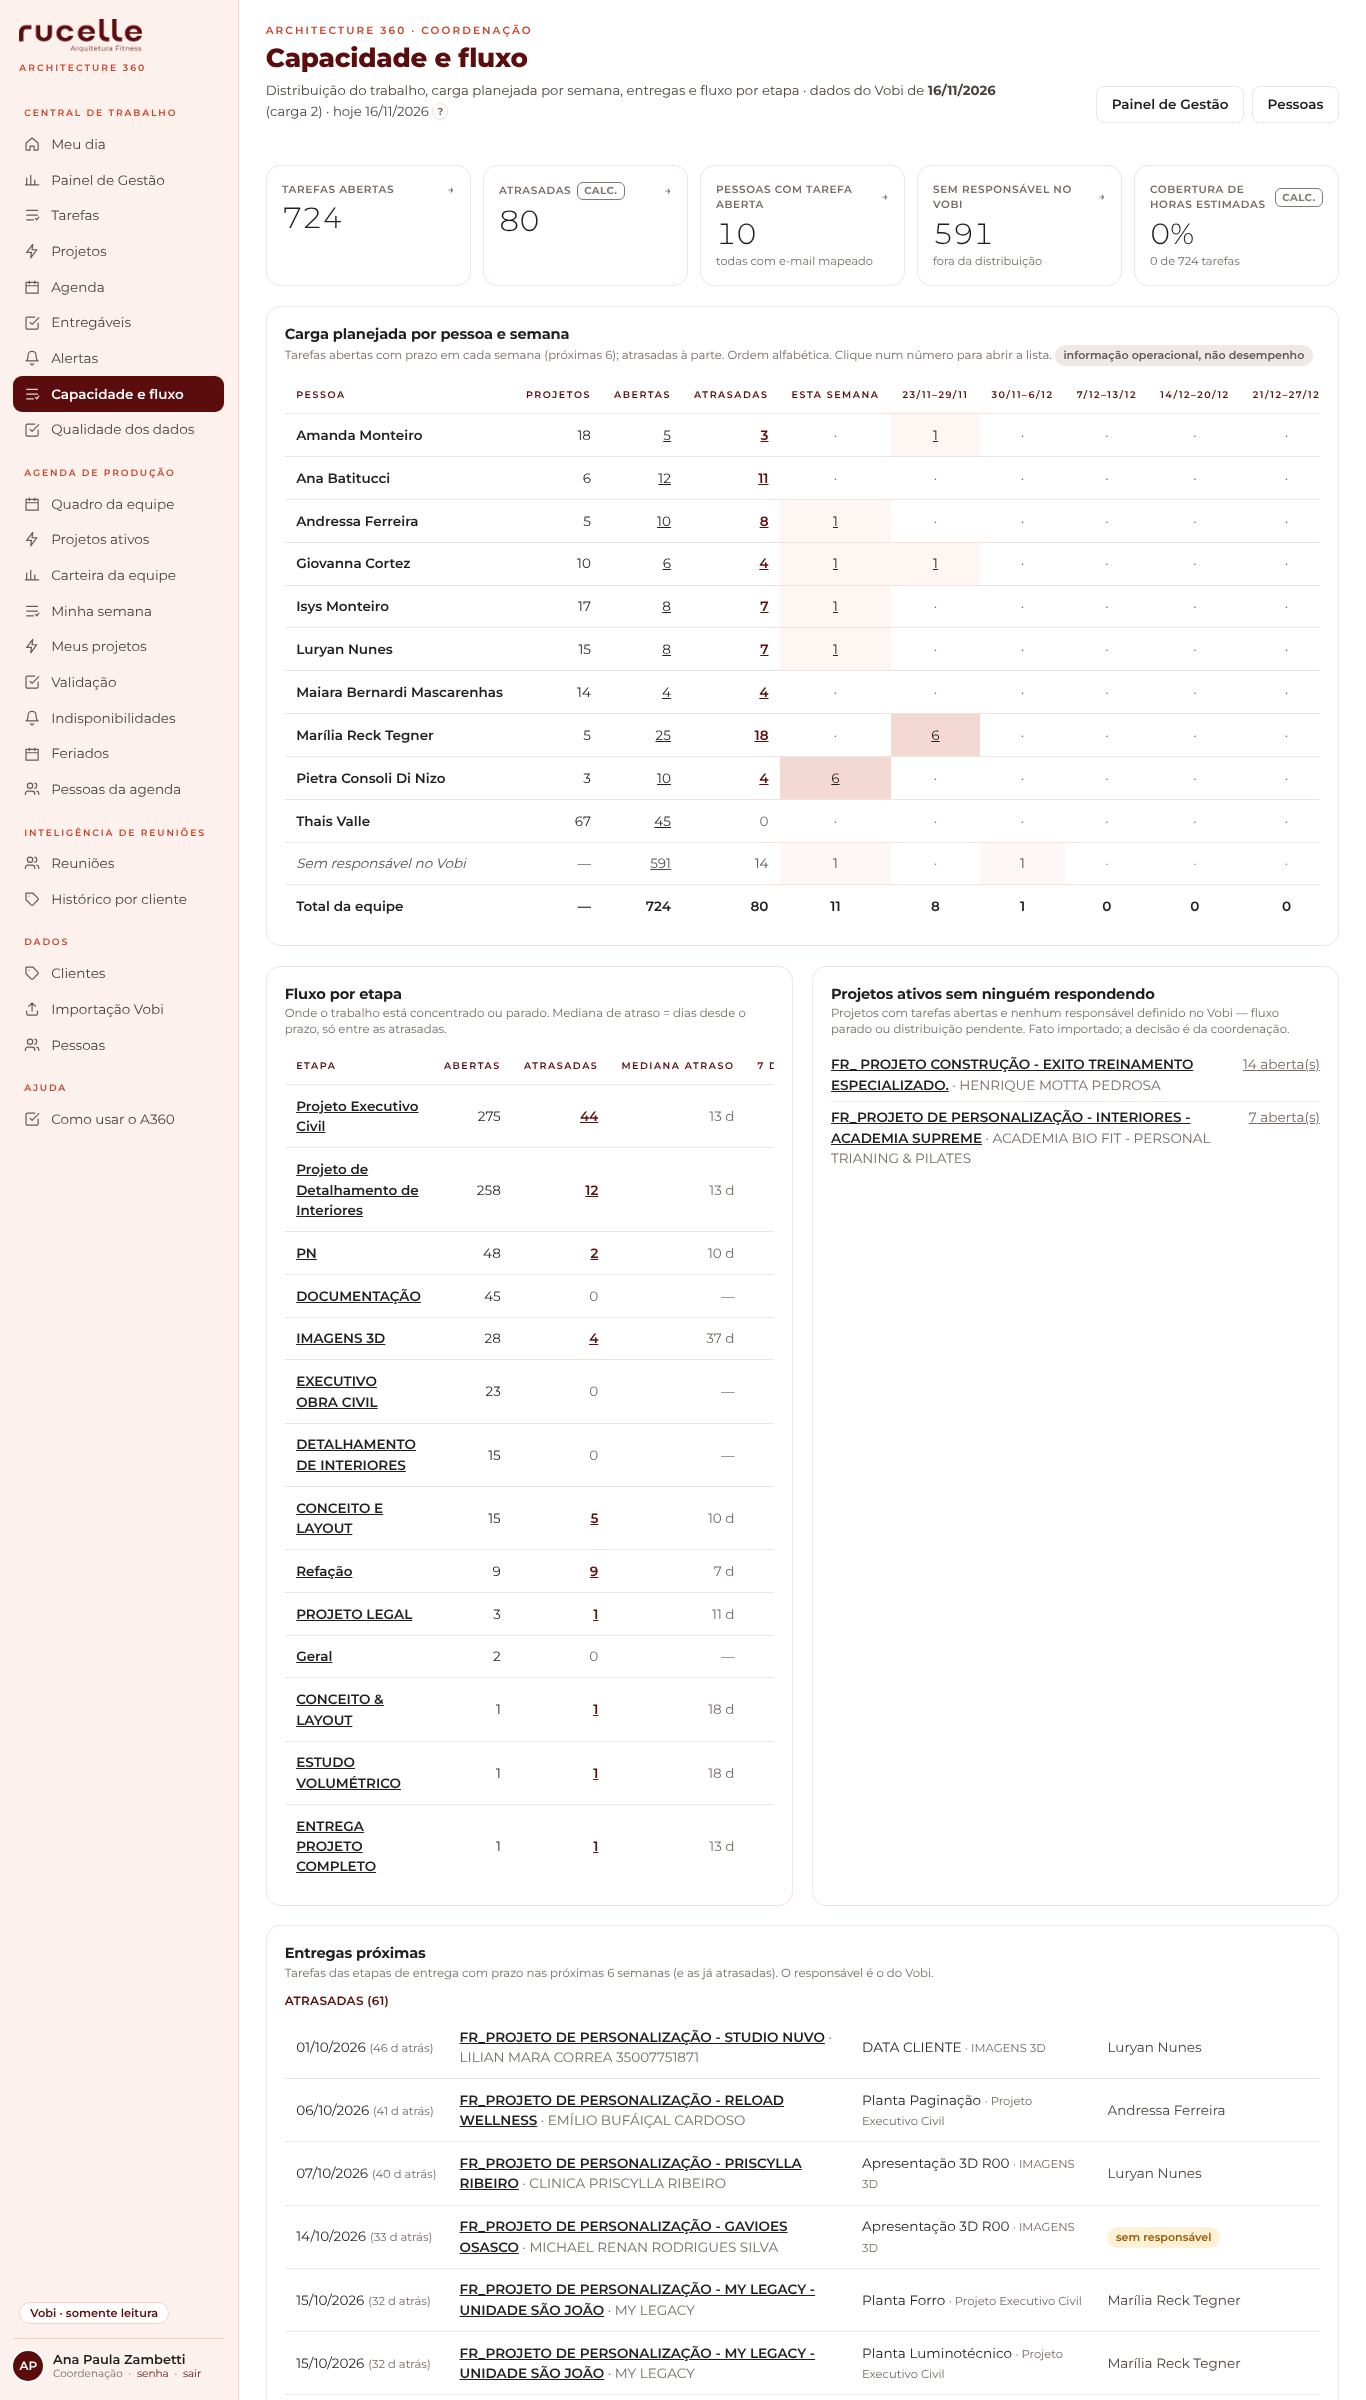 rucelle
Arquitetura Fitness
ARCHITECTURE 360
CENTRAL DE TRABALHO
Meu dia
Painel de Gestão
Tarefas
Projetos
Agenda
Entregáveis
Alertas
Capacidade e fluxo
Qualidade dos dados
AGENDA DE PRODUÇÃO
Quadro da equipe
Projetos ativos
Carteira da equipe
Minha semana
Meus projetos
Validação
Indisponibilidades
Feriados
Pessoas da agenda
INTELIGÊNCIA DE REUNIÕES
Reuniões
Histórico por cliente
DADOS
Clientes
Importação Vobi
Pessoas
AJUDA
Como usar o A360
Vobi · somente leitura
AP
Ana Paula Zambetti
Coordenação · senha · sair
ARCHITECTURE 360 · COORDENAÇÃO
Capacidade e fluxo
Distribuição do trabalho, carga planejada por semana, entregas e fluxo por etapa · dados do Vobi de 16/11/2026
(carga 2) · hoje 16/11/2026 ?
Painel de Gestão
Pessoas
TAREFAS ABERTAS →
724
ATRASADAS CALC. →
80
PESSOAS COM TAREFA
ABERTA →
10
todas com e-mail mapeado
SEM RESPONSÁVEL NO
VOBI →
591
fora da distribuição
COBERTURA DE
HORAS ESTIMADAS CALC.
0%
0 de 724 tarefas
Carga planejada por pessoa e semana
Tarefas abertas com prazo em cada semana (próximas 6); atrasadas à parte. Ordem alfabética. Clique num número para abrir a lista. informação operacional, não desempenho
PESSOA PROJETOS ABERTAS ATRASADAS ESTA SEMANA 23/11–29/11 30/11–6/12 7/12–13/12 14/12–20/12 21/12–27/12
Amanda Monteiro 18 5 3 · 1 · · · ·
Ana Batitucci 6 12 11 · · · · · ·
Andressa Ferreira 5 10 8 1 · · · · ·
Giovanna Cortez 10 6 4 1 1 · · · ·
Isys Monteiro 17 8 7 1 · · · · ·
Luryan Nunes 15 8 7 1 · · · · ·
Maiara Bernardi Mascarenhas 14 4 4 · · · · · ·
Marília Reck Tegner 5 25 18 · 6 · · · ·
Pietra Consoli Di Nizo 3 10 4 6 · · · · ·
Thais Valle 67 45 0 · · · · · ·
Sem responsável no Vobi — 591 14 1 · 1 · · ·
Total da equipe — 724 80 11 8 1 0 0 0
Fluxo por etapa
Onde o trabalho está concentrado ou parado. Mediana de atraso = dias desde o
prazo, só entre as atrasadas.
ETAPA ABERTAS ATRASADAS MEDIANA ATRASO 7 D
Projeto Executivo
Civil 275 44 13 d
Projeto de
Detalhamento de
Interiores 258 12 13 d
PN 48 2 10 d
DOCUMENTAÇÃO 45 0 —
IMAGENS 3D 28 4 37 d
EXECUTIVO
OBRA CIVIL 23 0 —
DETALHAMENTO
DE INTERIORES 15 0 —
CONCEITO E
LAYOUT 15 5 10 d
Refação 9 9 7 d
PROJETO LEGAL 3 1 11 d
Geral 2 0 —
CONCEITO &
LAYOUT 1 1 18 d
ESTUDO
VOLUMÉTRICO 1 1 18 d
ENTREGA
PROJETO
COMPLETO 1 1 13 d
Projetos ativos sem ninguém respondendo
Projetos com tarefas abertas e nenhum responsável definido no Vobi — fluxo
parado ou distribuição pendente. Fato importado; a decisão é da coordenação.
FR_ PROJETO CONSTRUÇÃO - EXITO TREINAMENTO
ESPECIALIZADO. · HENRIQUE MOTTA PEDROSA
14 aberta(s)
FR_PROJETO DE PERSONALIZAÇÃO - INTERIORES -
ACADEMIA SUPREME · ACADEMIA BIO FIT - PERSONAL
TRIANING & PILATES
7 aberta(s)
Entregas próximas
Tarefas das etapas de entrega com prazo nas próximas 6 semanas (e as já atrasadas). O responsável é o do Vobi.
ATRASADAS (61)
01/10/2026 (46 d atrás)
FR_PROJETO DE PERSONALIZAÇÃO - STUDIO NUVO ·
LILIAN MARA CORREA 35007751871
DATA CLIENTE · IMAGENS 3D
Luryan Nunes
06/10/2026 (41 d atrás)
FR_PROJETO DE PERSONALIZAÇÃO - RELOAD
WELLNESS · EMÍLIO BUFÁIÇAL CARDOSO
Planta Paginação · Projeto
Executivo Civil
Andressa Ferreira
07/10/2026 (40 d atrás)
FR_PROJETO DE PERSONALIZAÇÃO - PRISCYLLA
RIBEIRO · CLINICA PRISCYLLA RIBEIRO
Apresentação 3D R00 · IMAGENS
3D
Luryan Nunes
14/10/2026 (33 d atrás)
FR_PROJETO DE PERSONALIZAÇÃO - GAVIOES
OSASCO · MICHAEL RENAN RODRIGUES SILVA
Apresentação 3D R00 · IMAGENS
3D
sem responsável
15/10/2026 (32 d atrás)
FR_PROJETO DE PERSONALIZAÇÃO - MY LEGACY -
UNIDADE SÃO JOÃO · MY LEGACY
Planta Forro · Projeto Executivo Civil
Marília Reck Tegner
15/10/2026 (32 d atrás)
FR_PROJETO DE PERSONALIZAÇÃO - MY LEGACY -
UNIDADE SÃO JOÃO · MY LEGACY
Planta Luminotécnico · Projeto
Executivo Civil
Marília Reck Tegner